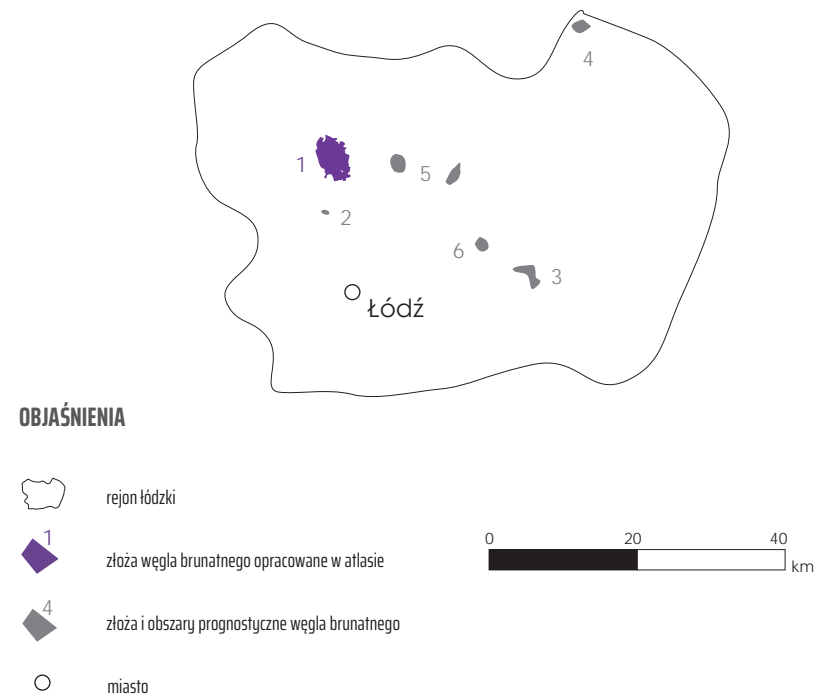 4
1
5
2
6
3
Łódź
OBJAŚNIENIA
rejon łódzki
1
złoża węgla brunatnego opracowane w atlasie
4
złoża i obszary prognostyczne węgla brunatnego
miasto
0 20 40
km